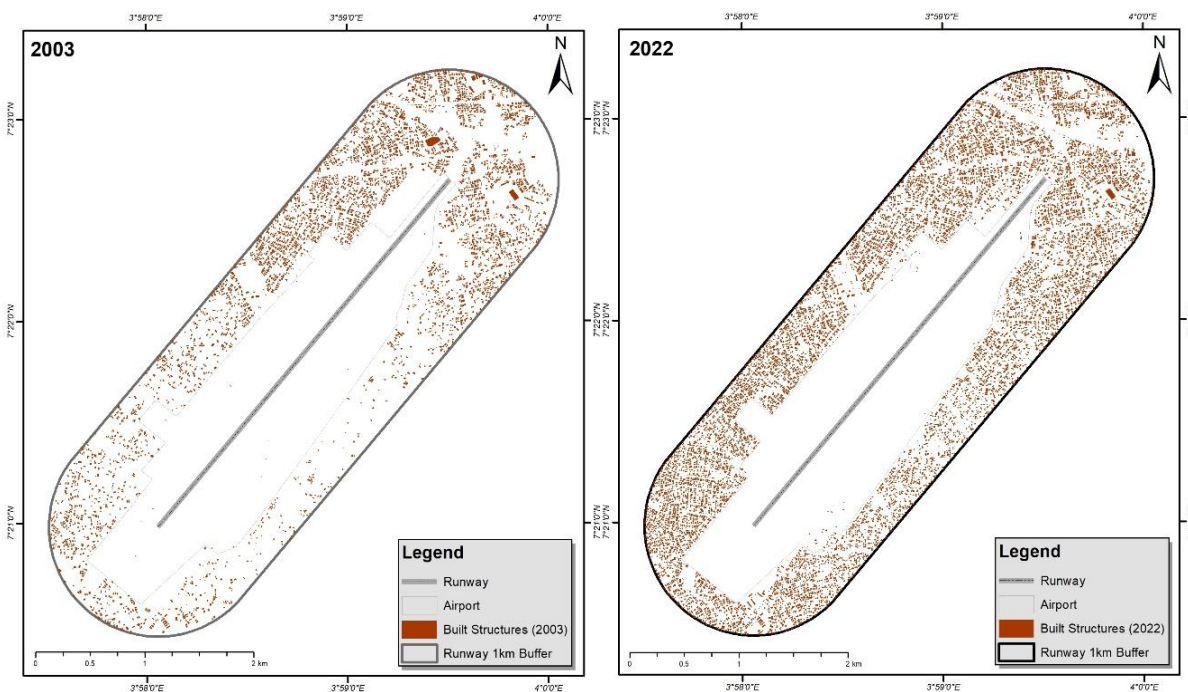 3°58'0"E 3°59'0"E 4°0'0"E
2003
N
7°23'0"N
7°22'0"N
7°21'0"N
Legend
Runway
Airport
Built Structures (2003)
Runway 1km Buffer
0 0.5 1 2 km
3°58'0"E 3°59'0"E 4°0'0"E
3°58'0"E 3°59'0"E 4°0'0"E
2022
N
7°23'0"N
7°22'0"N
7°21'0"N
Legend
Runway
Airport
Built Structures (2022)
Runway 1km Buffer
0 0.5 1 2 km
3°58'0"E 3°59'0"E 4°0'0"E